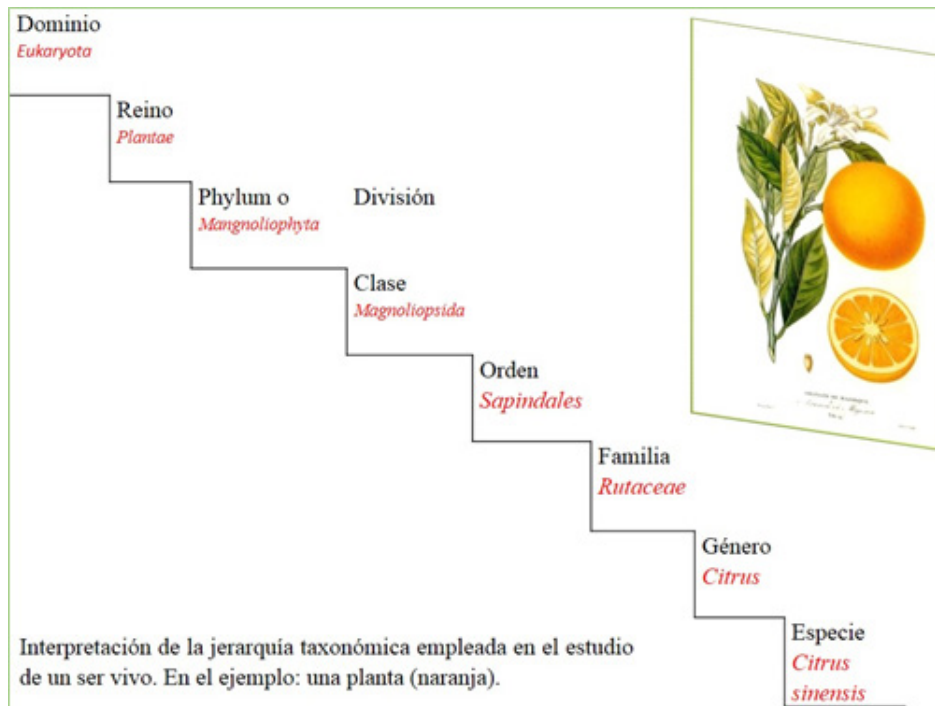 Dominio
Eukaryota
Reino
Plantae
Phylum o División
Mangnoliophyta
Clase
Magnoliopsida
Orden
Sapindales
Familia
Rutaceae
Género
Citrus
Especie
Citrus
sinensis
Interpretación de la jerarquía taxonómica empleada en el estudio
de un ser vivo. En el ejemplo: una planta (naranja).